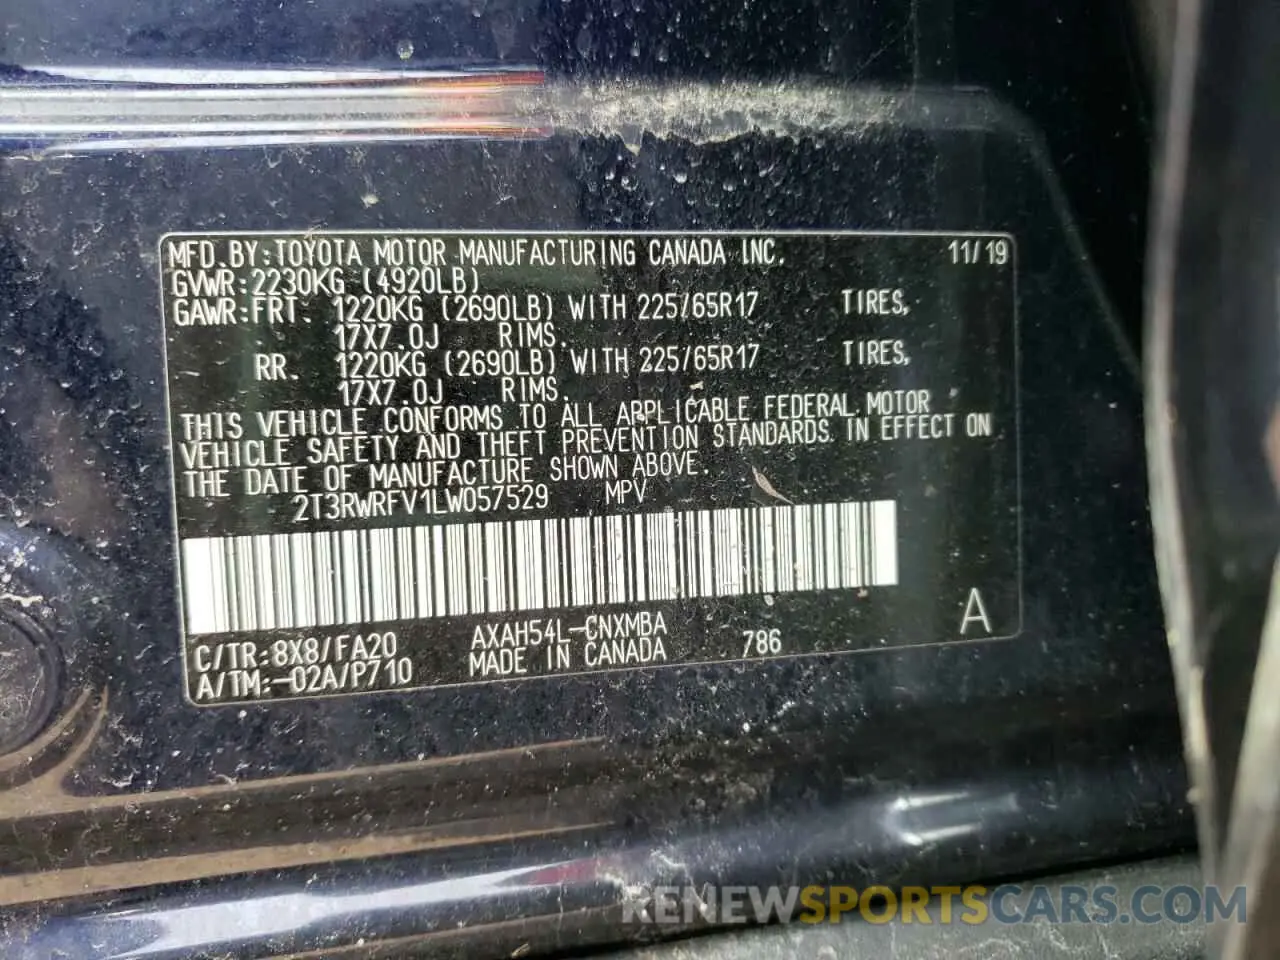 MFD.BY:TOYOTA MOTOR MANUFACTURING CANADA INC. 11/19
GVWR:2230KG (4920LB)
GAWR:FRT. 1220KG (2690LB) WITH 225/65R17 TIRES,
17X7.0J RIMS.
RR. 1220KG (2690LB) WITH 225/65R17 TIRES,
17X7.0J RIMS.
THIS VEHICLE CONFORMS TO ALL APPLICABLE FEDERAL MOTOR
VEHICLE SAFETY AND THEFT PREVENTION STANDARDS IN EFFECT ON
THE DATE OF MANUFACTURE SHOWN ABOVE.
2T3RWRFV1LW057529 MPV
C/TR:8X8/FA20 AXAH54L-CNXMBA 786 A
A/TM:-02A/P710 MADE IN CANADA
RENEWSPORTSCARS.COM